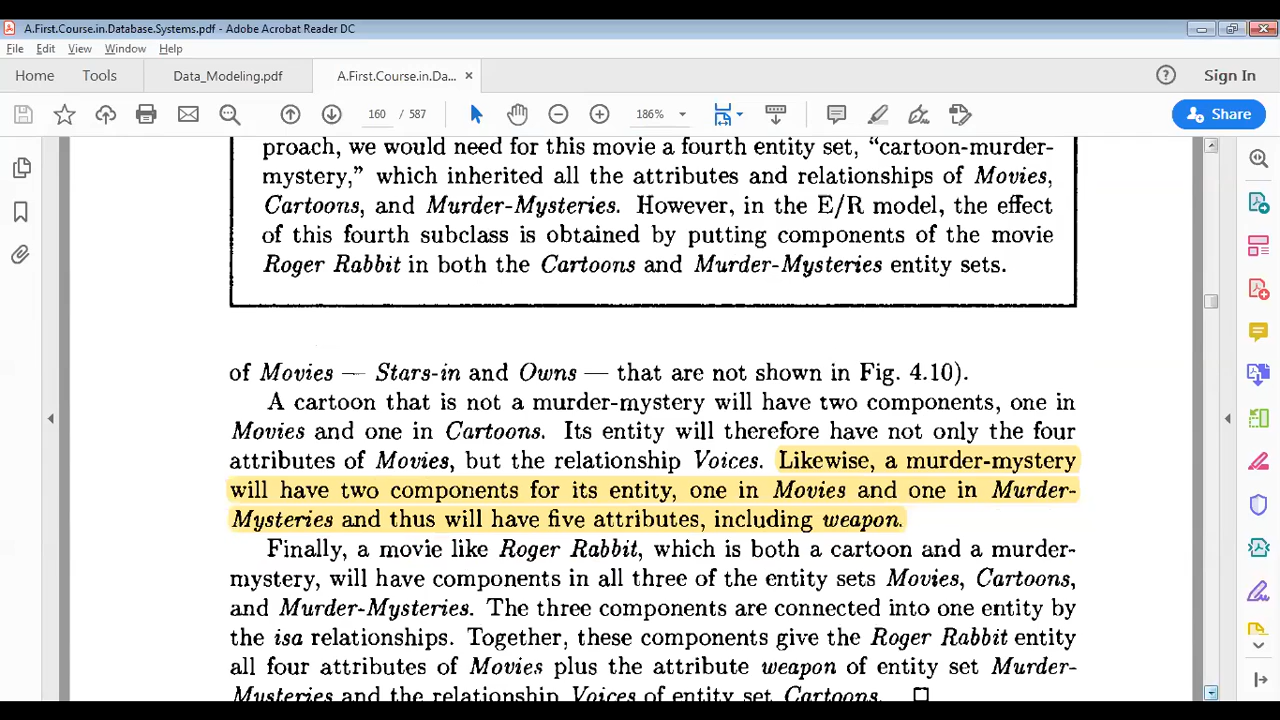 A.First.Course.in.Database.Systems.pdf - Adobe Acrobat Reader DC
File Edit View Window Help
Home Tools Data_Modeling.pdf A.First.Course.in.Da... × Sign In
160 / 587 186% Share
proach, we would need for this movie a fourth entity set, “cartoon-murder-
mystery,” which inherited all the attributes and relationships of Movies,
Cartoons, and Murder-Mysteries. However, in the E/R model, the effect
of this fourth subclass is obtained by putting components of the movie
Roger Rabbit in both the Cartoons and Murder-Mysteries entity sets.
of Movies — Stars-in and Owns — that are not shown in Fig. 4.10).
A cartoon that is not a murder-mystery will have two components, one in
Movies and one in Cartoons. Its entity will therefore have not only the four
attributes of Movies, but the relationship Voices. Likewise, a murder-mystery
will have two components for its entity, one in Movies and one in Murder-
Mysteries and thus will have five attributes, including weapon.
Finally, a movie like Roger Rabbit, which is both a cartoon and a murder-
mystery, will have components in all three of the entity sets Movies, Cartoons,
and Murder-Mysteries. The three components are connected into one entity by
the isa relationships. Together, these components give the Roger Rabbit entity
all four attributes of Movies plus the attribute weapon of entity set Murder-
Mysteries and the relationship Voices of entity set Cartoons. □